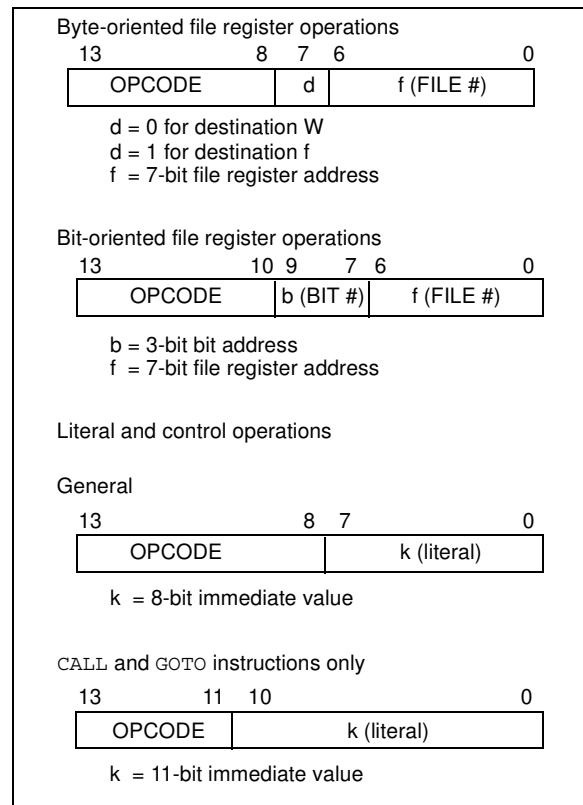 Byte-oriented file register operations
13 8 7 6 0
OPCODE d f (FILE #)
d = 0 for destination W
d = 1 for destination f
f = 7-bit file register address
Bit-oriented file register operations
13 10 9 7 6 0
OPCODE b (BIT #) f (FILE #)
b = 3-bit bit address
f = 7-bit file register address
Literal and control operations
General
13 8 7 0
OPCODE k (literal)
k = 8-bit immediate value
CALL and GOTO instructions only
13 11 10 0
OPCODE k (literal)
k = 11-bit immediate value